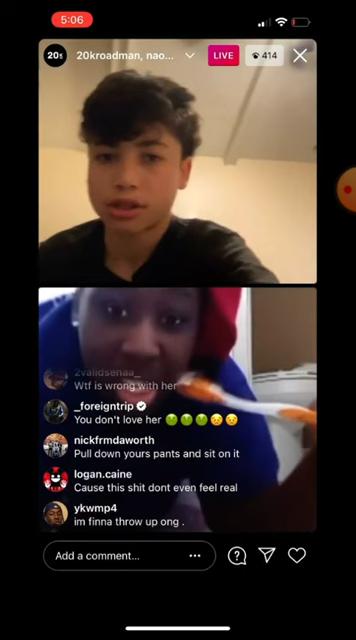 5:06
20s
20kroadman, nao...
LIVE
414
2validsenaa_
Wtf is wrong with her
_foreigntrip
You don't love her 🤢🤢🤢😢😢
nickfrmdaworth
Pull down yours pants and sit on it
logan.caine
Cause this shit dont even feel real
ykwmp4
im finna throw up ong .
Add a comment...